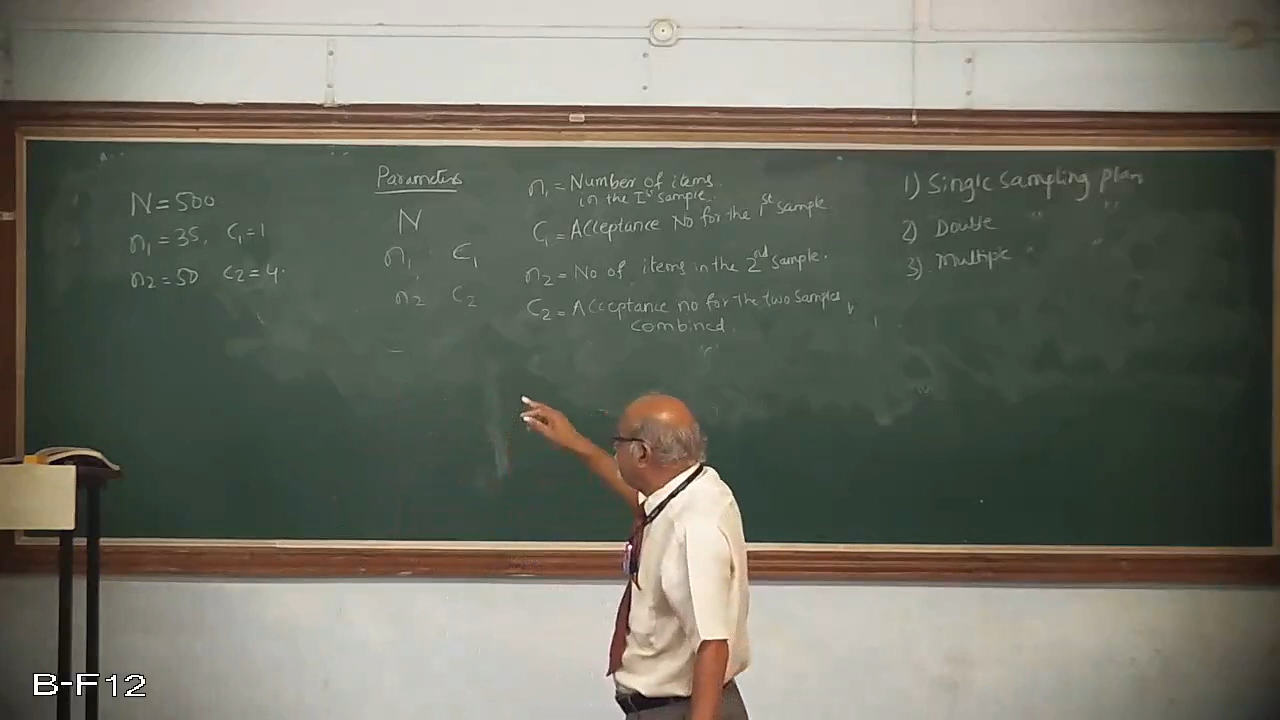 N = 500
n1 = 35, C1 = 1
n2 = 50 C2 = 4.
Parameters
N
n1 C1
n2 C2
n1 = Number of items
in the Ist sample.
C1 = Acceptance No for the 1st sample
n2 = No of items in the 2nd sample.
C2 = Acceptance no for the two samples
combined.
1) Single Sampling plan
2) Double " "
3) Multiple " "
B-F12